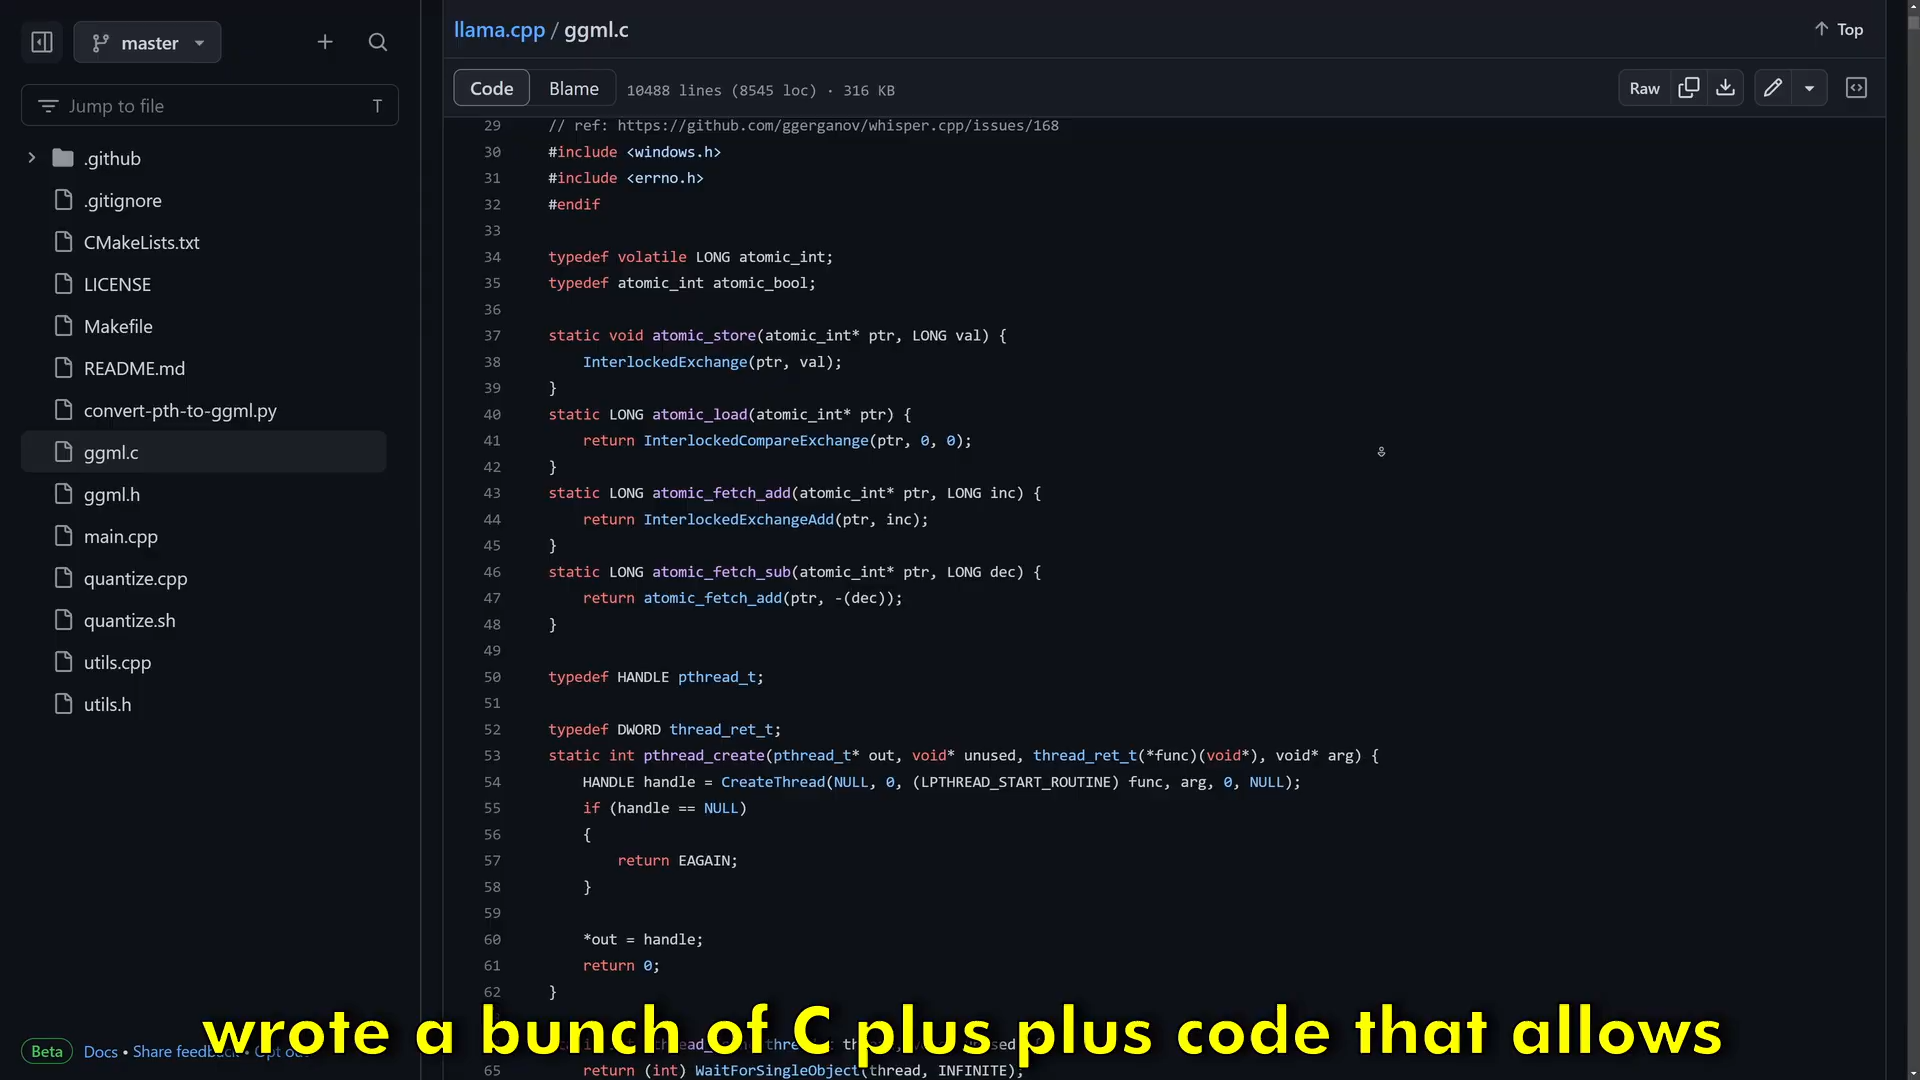 master
Jump to file
T
.github
.gitignore
CMakeLists.txt
LICENSE
Makefile
README.md
convert-pth-to-ggml.py
ggml.c
ggml.h
main.cpp
quantize.cpp
quantize.sh
utils.cpp
utils.h
Beta Docs • Share feedback
llama.cpp / ggml.c
Top
Code Blame 10488 lines (8545 loc) · 316 KB
Raw
29 // ref: https://github.com/ggerganov/whisper.cpp/issues/168
30 #include <windows.h>
31 #include <errno.h>
32 #endif
33
34 typedef volatile LONG atomic_int;
35 typedef atomic_int atomic_bool;
36
37 static void atomic_store(atomic_int* ptr, LONG val) {
38 InterlockedExchange(ptr, val);
39 }
40 static LONG atomic_load(atomic_int* ptr) {
41 return InterlockedCompareExchange(ptr, 0, 0);
42 }
43 static LONG atomic_fetch_add(atomic_int* ptr, LONG inc) {
44 return InterlockedExchangeAdd(ptr, inc);
45 }
46 static LONG atomic_fetch_sub(atomic_int* ptr, LONG dec) {
47 return atomic_fetch_add(ptr, -(dec));
48 }
49
50 typedef HANDLE pthread_t;
51
52 typedef DWORD thread_ret_t;
53 static int pthread_create(pthread_t* out, void* unused, thread_ret_t(*func)(void*), void* arg) {
54 HANDLE handle = CreateThread(NULL, 0, (LPTHREAD_START_ROUTINE) func, arg, 0, NULL);
55 if (handle == NULL)
56 {
57 return EAGAIN;
58 }
59
60 *out = handle;
61 return 0;
62 }
65 return (int) WaitForSingleObject(thread, INFINITE);
wrote a bunch of C plus plus code that allows